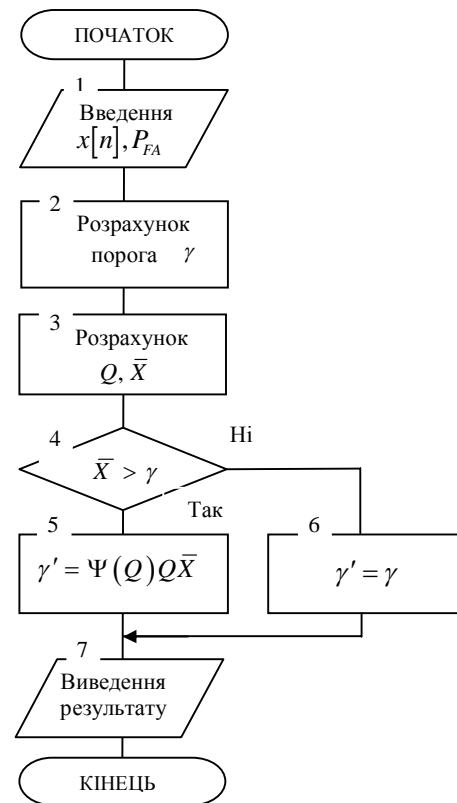 ПОЧАТОК
1
Введення
x[n], P_FA
2
Розрахунок
порога γ
3
Розрахунок
Q, X̅
4
Ні
X̅ > γ
Так
5
γ′ = Ψ(Q)QX̅
6
γ′ = γ
7
Виведення
результату
КІНЕЦЬ